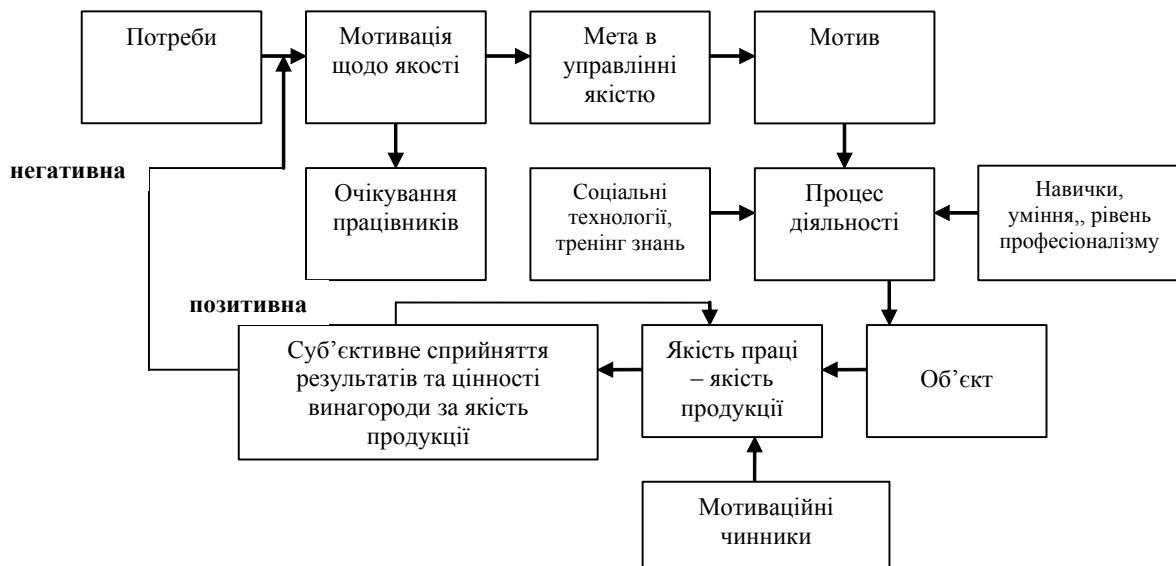 Потреби
Мотивація
щодо якості
Мета в
управлінні
якістю
Мотив
негативна
Очікування
працівників
Соціальні
технології,
тренінг знань
Процес
діяльності
Навички,
уміння,, рівень
професіоналізму
позитивна
Суб’єктивне сприйняття
результатів та цінності
винагороди за якість
продукції
Якість праці
– якість
продукції
Об’єкт
Мотиваційні
чинники